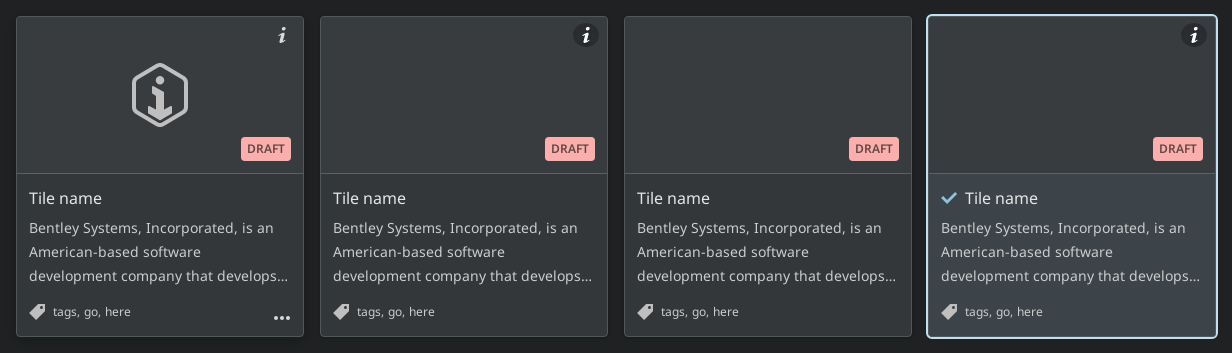 DRAFT
Tile name
Bentley Systems, Incorporated, is an
American-based software
development company that develops...
tags, go, here
DRAFT
Tile name
Bentley Systems, Incorporated, is an
American-based software
development company that develops...
tags, go, here
DRAFT
Tile name
Bentley Systems, Incorporated, is an
American-based software
development company that develops...
tags, go, here
DRAFT
Tile name
Bentley Systems, Incorporated, is an
American-based software
development company that develops...
tags, go, here